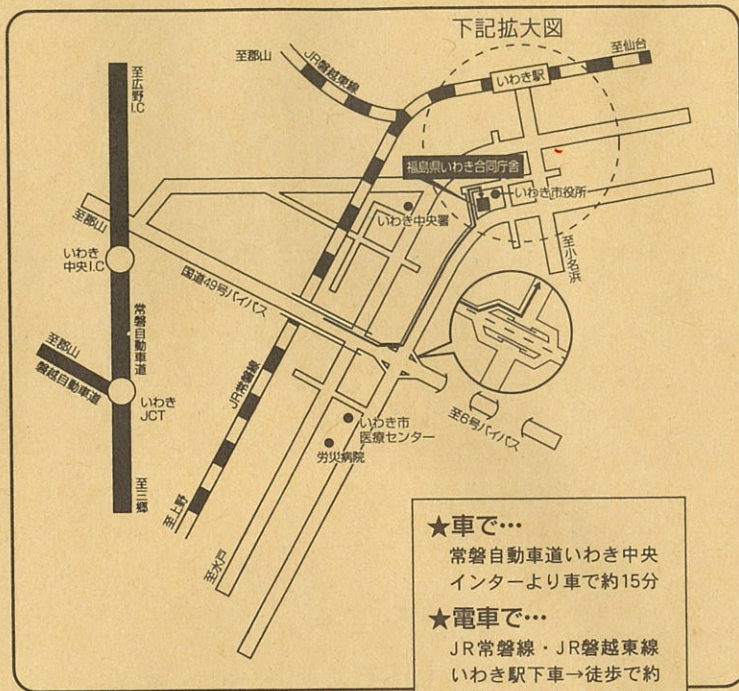 下記拡大図
至仙台
至郡山
JR磐越東線
いわき駅
至広野I.C
福島県いわき合同庁舎
いわき市役所
至郡山
いわき中央署
いわき
中央I.C
国道49号バイパス
至小名浜
常磐自動車道
至郡山
磐越自動車道
いわき
JCT
JR常磐線
至6号バイパス
いわき市
医療センター
労災病院
至三郷
至上野
至水戸
★車で…
常磐自動車道いわき中央
インターより車で約15分
★電車で…
JR常磐線・JR磐越東線
いわき駅下車→徒歩で約